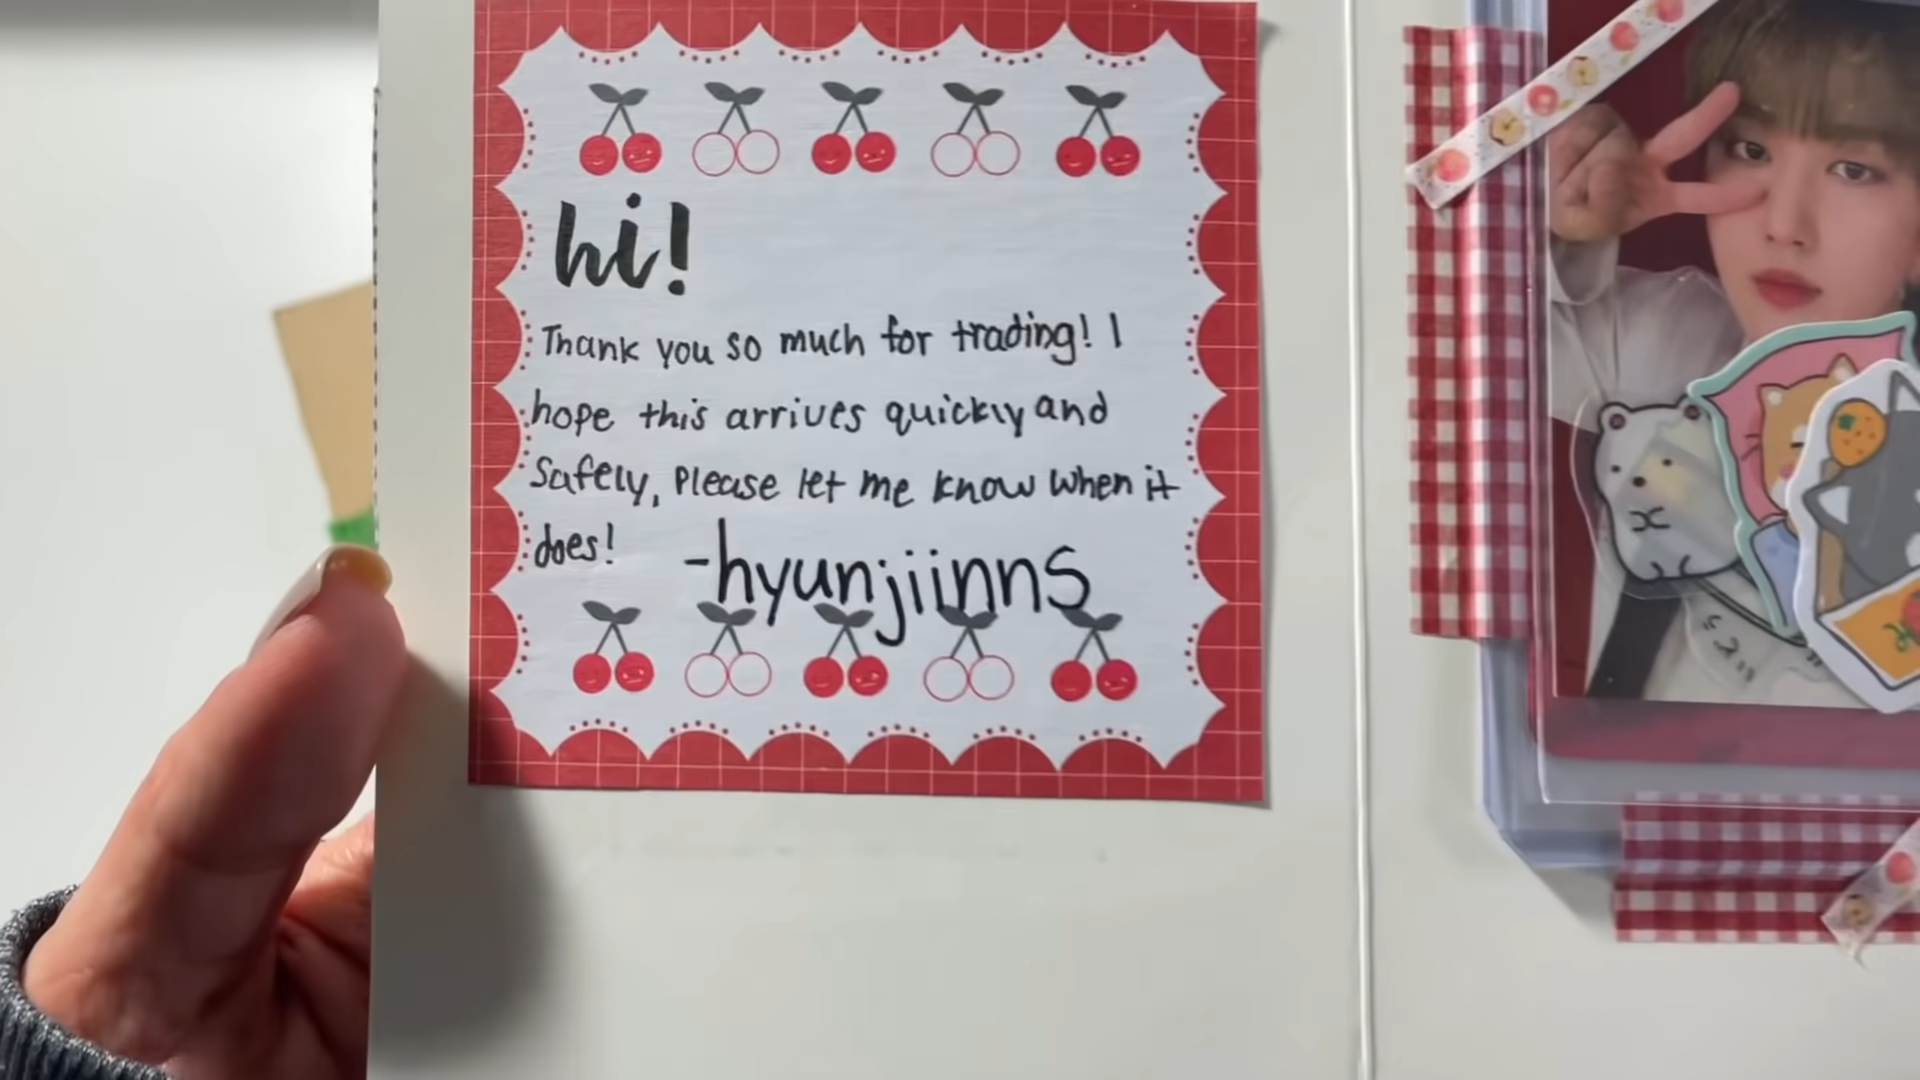 hi!
Thank you so much for trading! I
hope this arrives quickly and
Safely, Please let me know when it
does!
-hyunjiinns